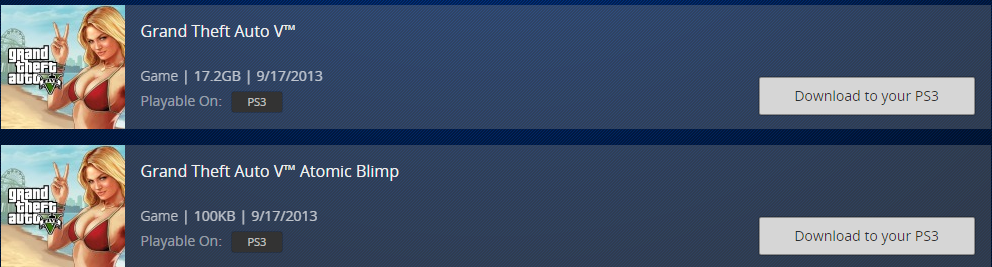 grand
theft
auto
V
Grand Theft Auto V™
Game | 17.2GB | 9/17/2013
Playable On: PS3
Download to your PS3
grand
theft
auto
V
Grand Theft Auto V™ Atomic Blimp
Game | 100KB | 9/17/2013
Playable On: PS3
Download to your PS3